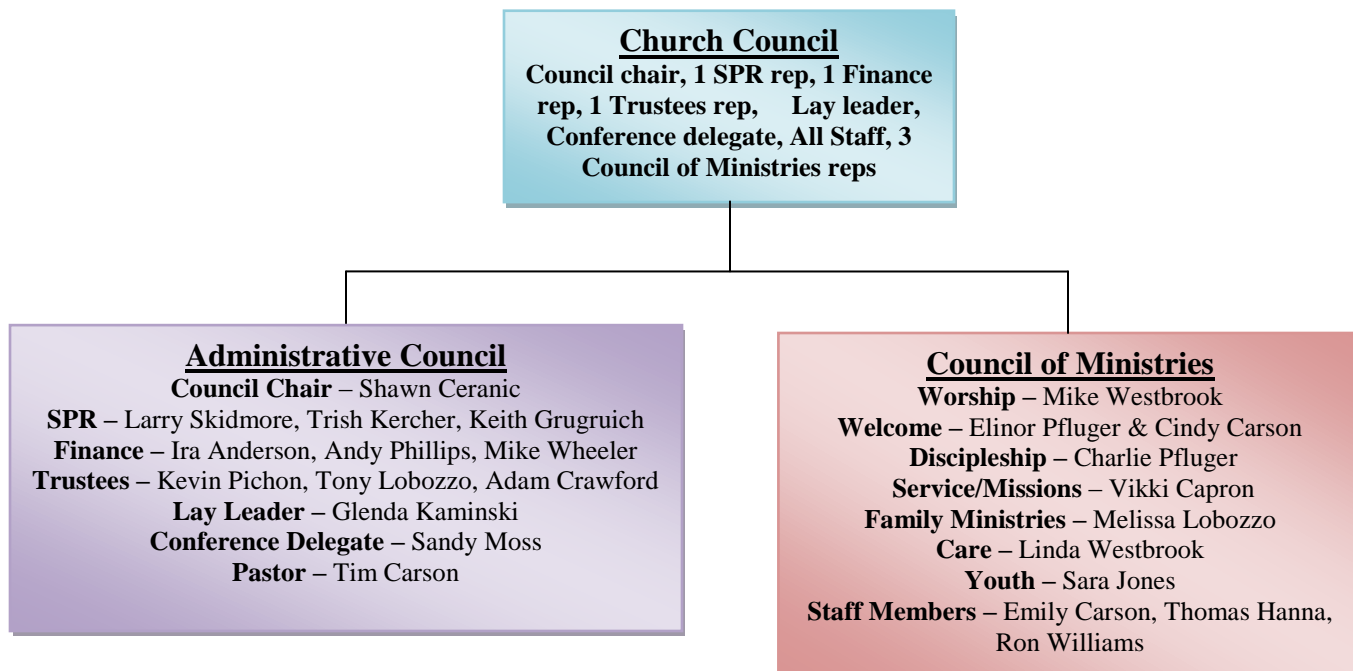 Church Council
Council chair, 1 SPR rep, 1 Finance
rep, 1 Trustees rep, Lay leader,
Conference delegate, All Staff, 3
Council of Ministries reps
Administrative Council
Council Chair – Shawn Ceranic
SPR – Larry Skidmore, Trish Kercher, Keith Grugruich
Finance – Ira Anderson, Andy Phillips, Mike Wheeler
Trustees – Kevin Pichon, Tony Lobozzo, Adam Crawford
Lay Leader – Glenda Kaminski
Conference Delegate – Sandy Moss
Pastor – Tim Carson
Council of Ministries
Worship – Mike Westbrook
Welcome – Elinor Pfluger & Cindy Carson
Discipleship – Charlie Pfluger
Service/Missions – Vikki Capron
Family Ministries – Melissa Lobozzo
Care – Linda Westbrook
Youth – Sara Jones
Staff Members – Emily Carson, Thomas Hanna,
Ron Williams